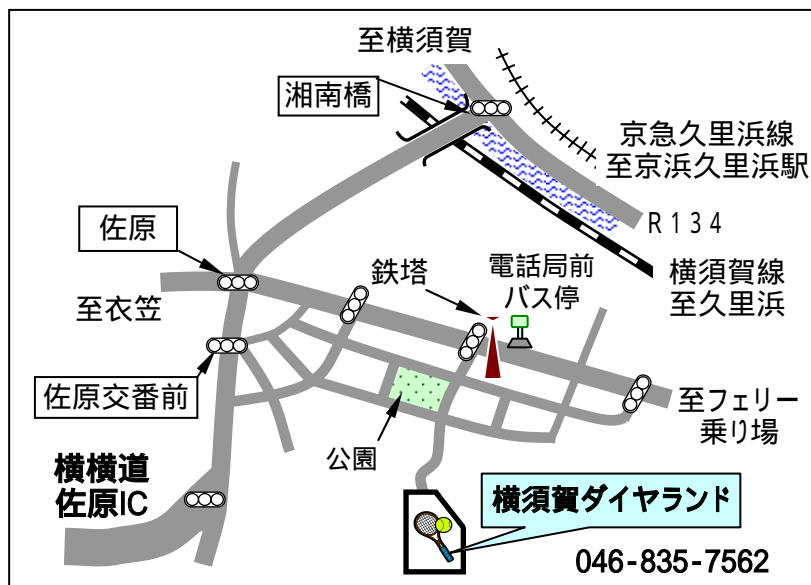 至横須賀
湘南橋
京急久里浜線
至京浜久里浜駅
R134
佐原
横須賀線
至久里浜
鉄塔
電話局前
バス停
至衣笠
佐原交番前
至フェリー
乗り場
公園
横横道
佐原IC
横須賀ダイヤランド
046-835-7562